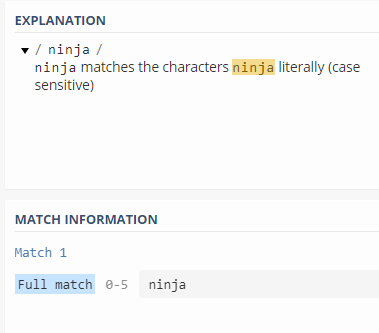 EXPLANATION
▼ / ninja /
ninja matches the characters ninja literally (case
sensitive)
MATCH INFORMATION
Match 1
Full match 0-5 ninja